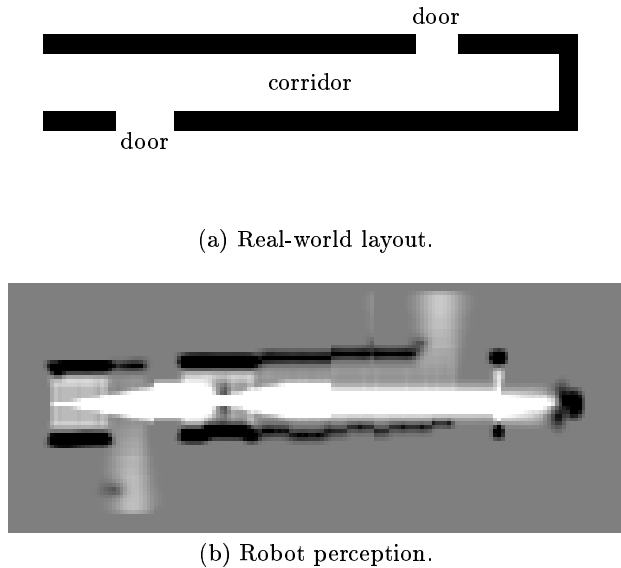 door
corridor
door
(a) Real-world layout.
(b) Robot perception.